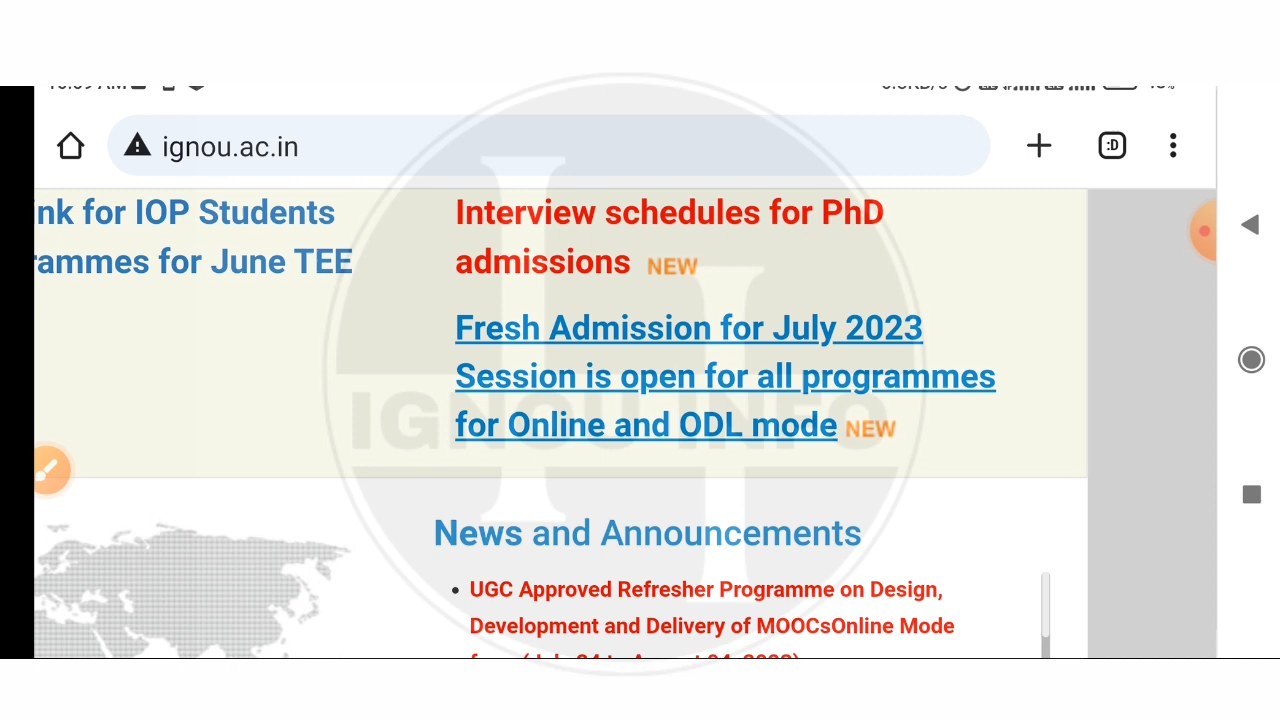 ignou.ac.in
:D
nk for IOP Students
rammes for June TEE
Interview schedules for PhD
admissions NEW
Fresh Admission for July 2023
Session is open for all programmes
for Online and ODL mode NEW
IGNOU INFO
News and Announcements
• UGC Approved Refresher Programme on Design,
Development and Delivery of MOOCsOnline Mode